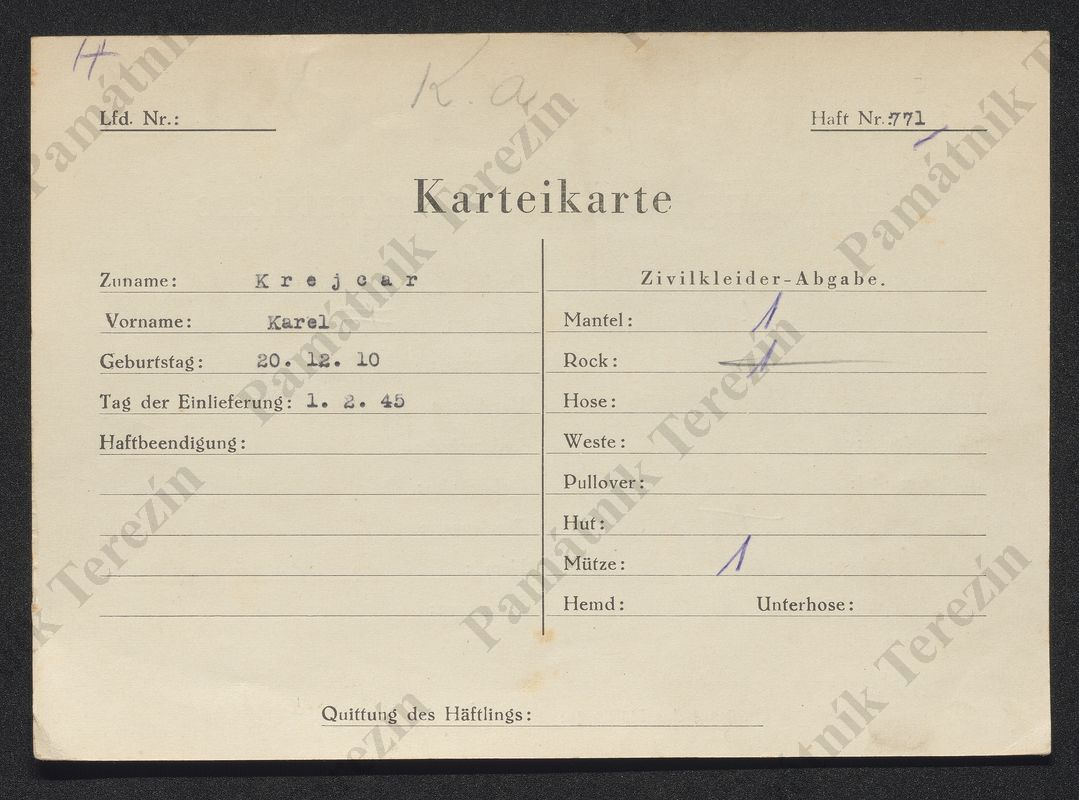 H
K. a.
Lfd. Nr.:
Haft Nr.: 771
Karteikarte
Zuname: Krejcar
Vorname: Karel
Geburtstag: 20. 12. 10
Tag der Einlieferung: 1. 2. 45
Haftbeendigung:
Zivilkleider-Abgabe.
Mantel: 1
Rock: 1
Hose:
Weste:
Pullover:
Hut:
Mütze: 1
Hemd: Unterhose:
Quittung des Häftlings:
Památník Terezín